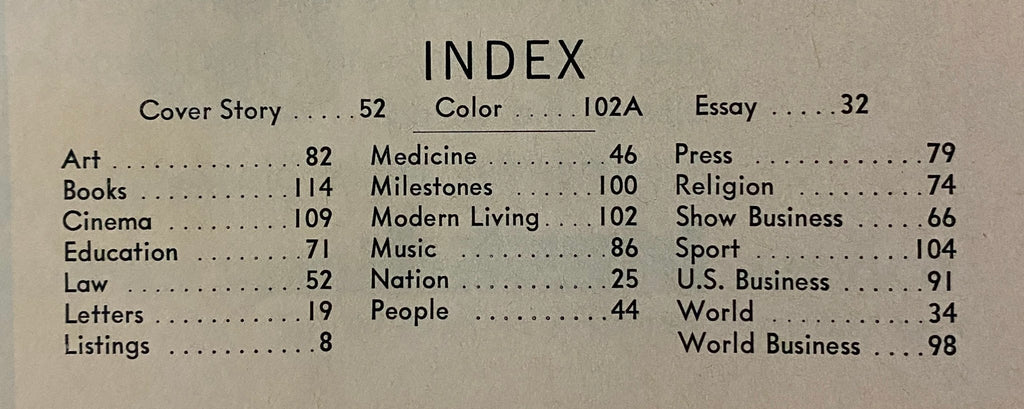 INDEX
Cover Story .....52 Color .....102A Essay .....32
Art .............82
Books ..........114
Cinema .........109
Education ........71
Law .............52
Letters ...........19
Listings ...........8
Medicine .........46
Milestones .......100
Modern Living....102
Music ...........86
Nation ...........25
People ..........44
Press ............79
Religion .........74
Show Business .....66
Sport ...........104
U.S. Business ......91
World ...........34
World Business ....98